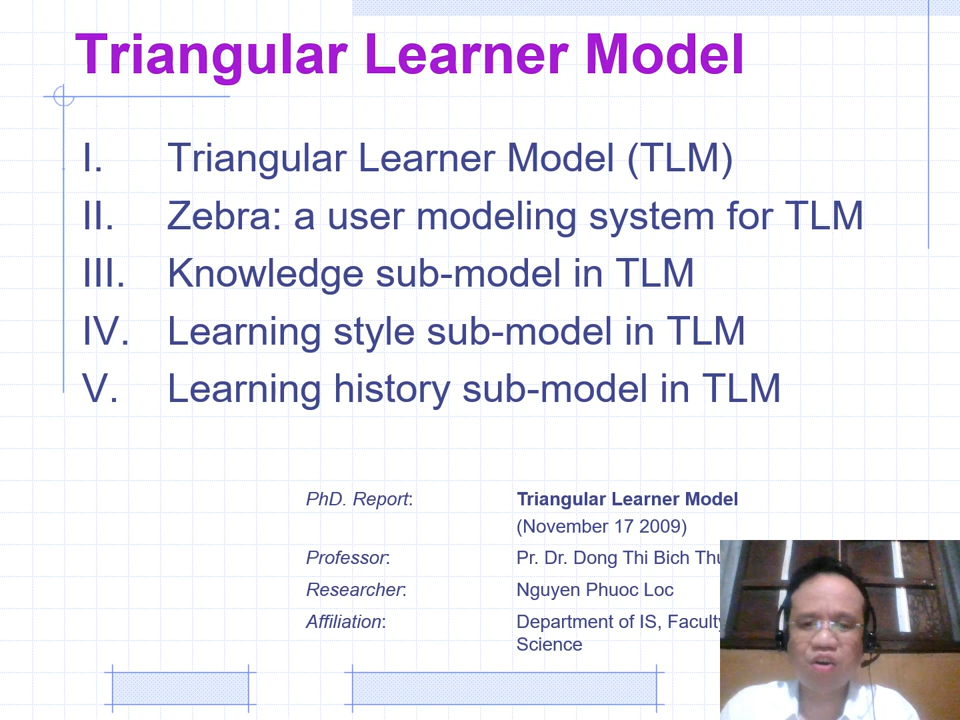 Triangular Learner Model
I. Triangular Learner Model (TLM)
II. Zebra: a user modeling system for TLM
III. Knowledge sub-model in TLM
IV. Learning style sub-model in TLM
V. Learning history sub-model in TLM
PhD. Report: Triangular Learner Model
(November 17 2009)
Professor: Pr. Dr. Dong Thi Bich
Researcher: Nguyen Phuoc Loc
Affiliation: Department of IS, Faculty
Science